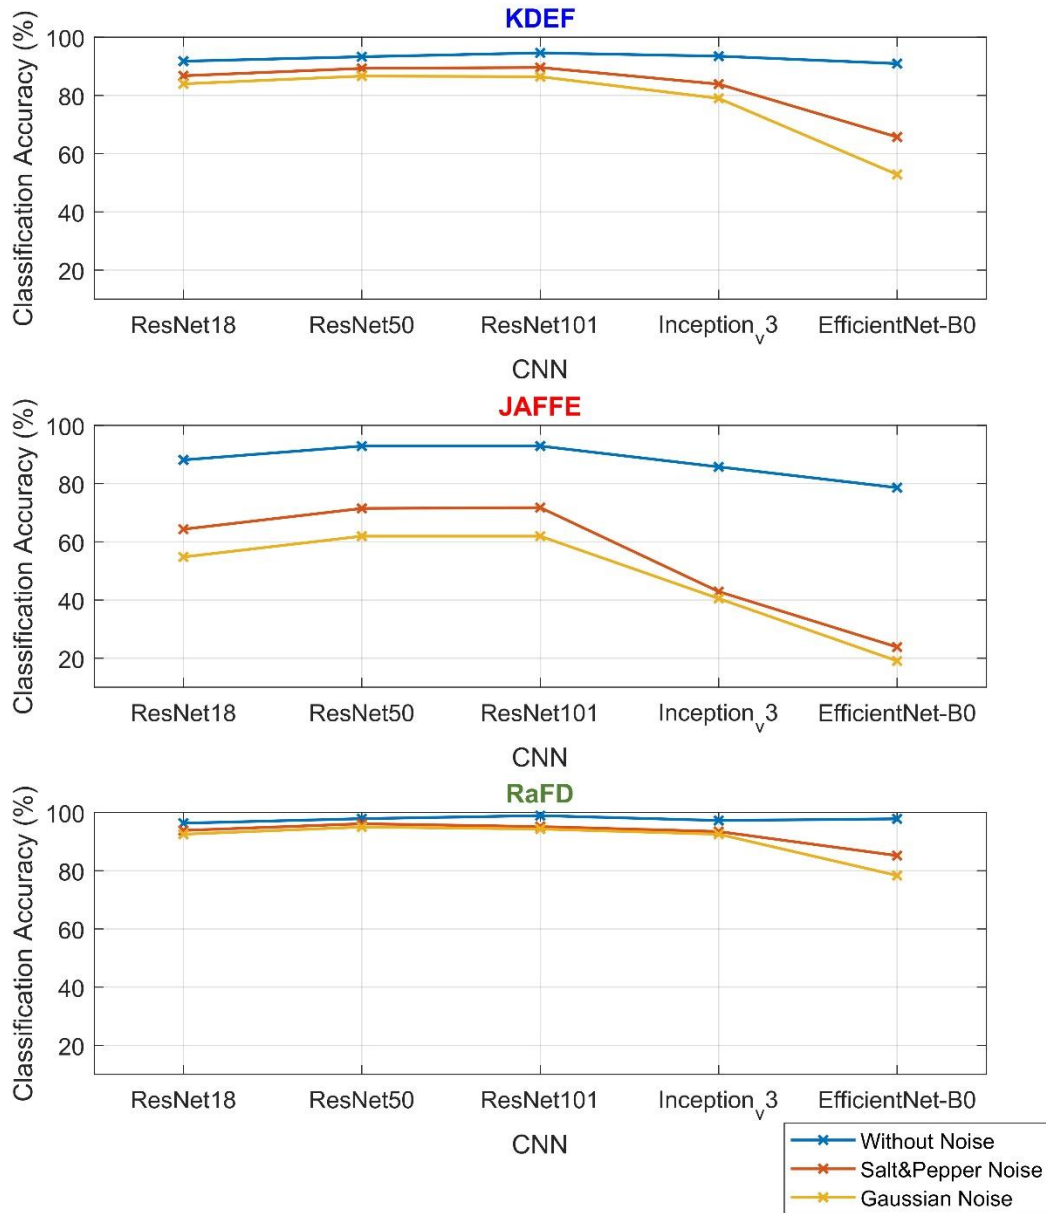 KDEF
Classification Accuracy (%)
100
80
60
40
20
ResNet18 ResNet50 ResNet101 Inception_v3 EfficientNet-B0
CNN
JAFFE
Classification Accuracy (%)
100
80
60
40
20
ResNet18 ResNet50 ResNet101 Inception_v3 EfficientNet-B0
CNN
RaFD
Classification Accuracy (%)
100
80
60
40
20
ResNet18 ResNet50 ResNet101 Inception_v3 EfficientNet-B0
CNN
Without Noise
Salt&Pepper Noise
Gaussian Noise